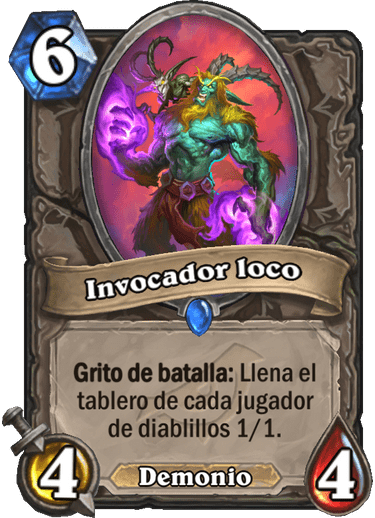 6
Invocador loco
Grito de batalla: Llena el
tablero de cada jugador
de diablillos 1/1.
4
Demonio
4